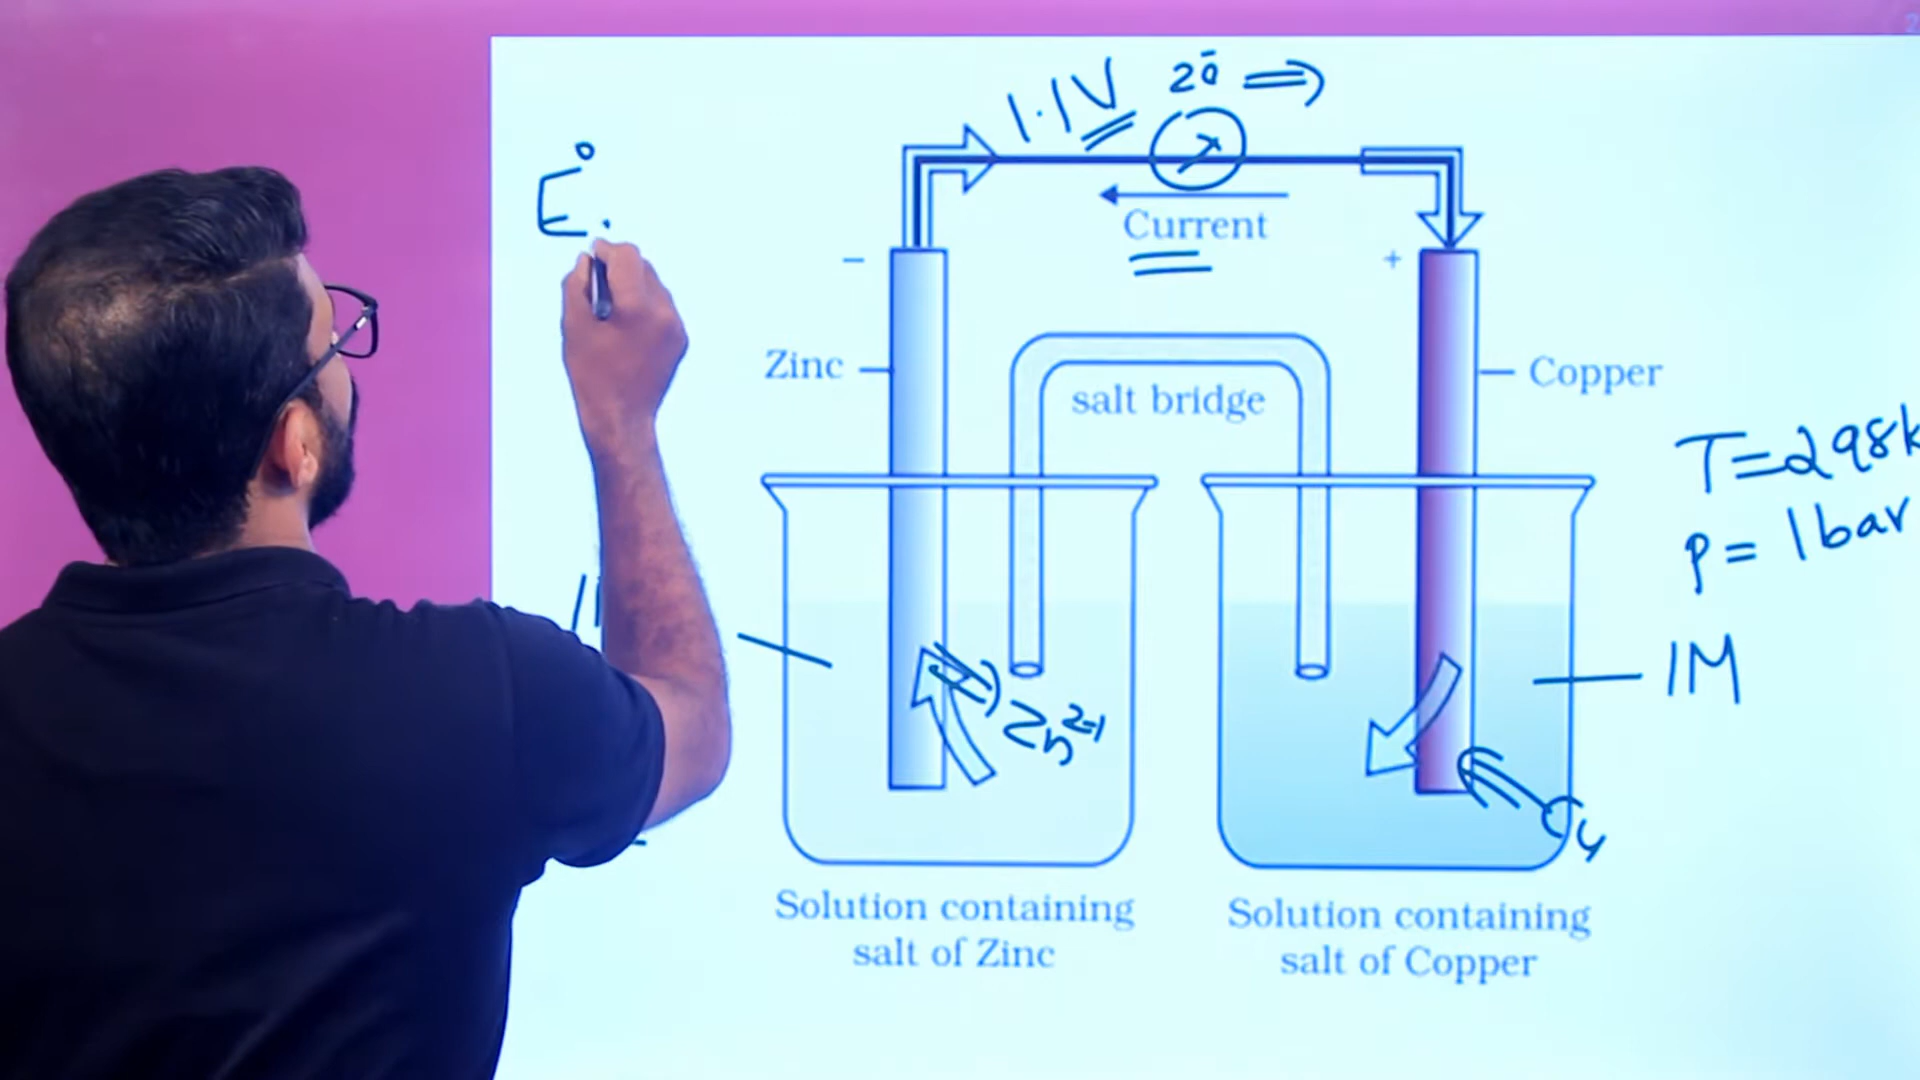 1.1V 2ē ⇒
E°
Current
−
+
Zinc
salt bridge
Copper
T=298K
P= 1bar
1M
Zn²⁺
Cu
Solution containing
salt of Zinc
Solution containing
salt of Copper